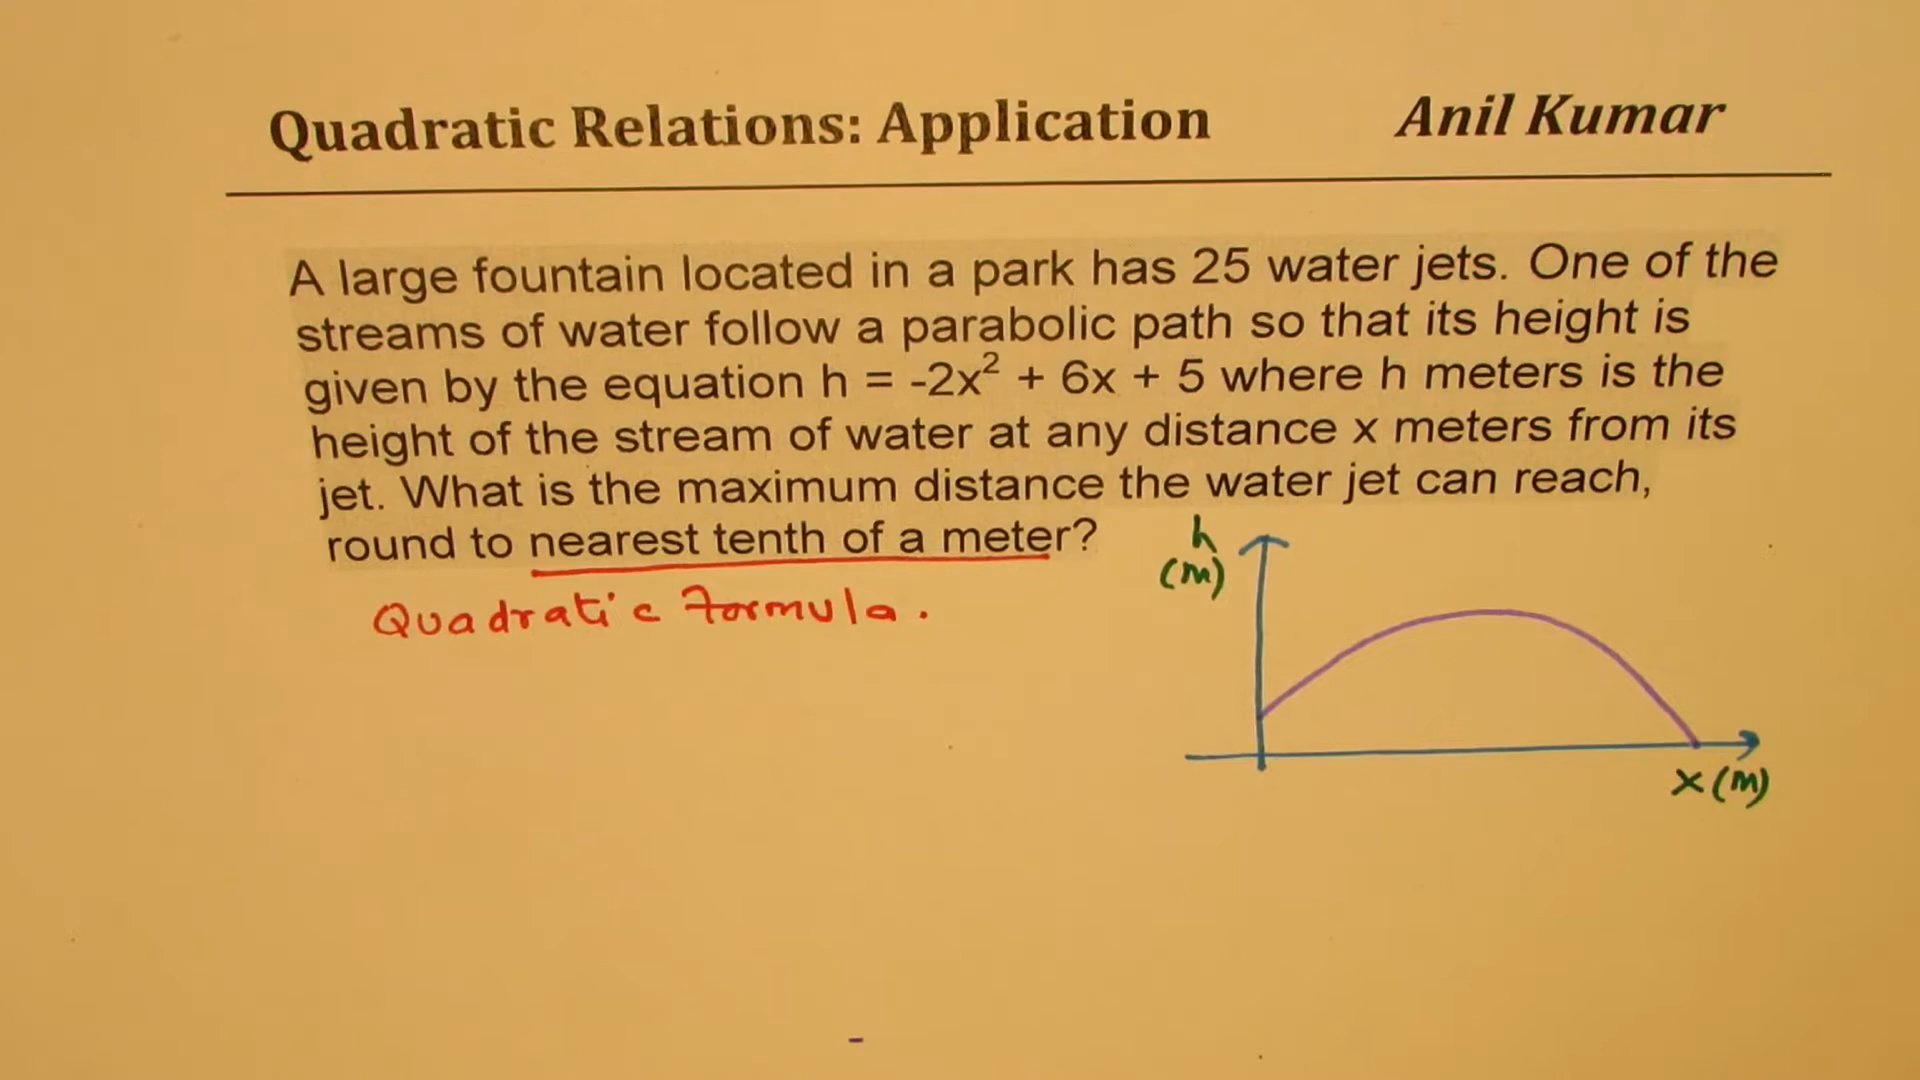 Quadratic Relations: Application Anil Kumar
A large fountain located in a park has 25 water jets. One of the
streams of water follow a parabolic path so that its height is
given by the equation h = -2x² + 6x + 5 where h meters is the
height of the stream of water at any distance x meters from its
jet. What is the maximum distance the water jet can reach,
round to nearest tenth of a meter?
h
(m)
Quadratic Formula.
x (m)